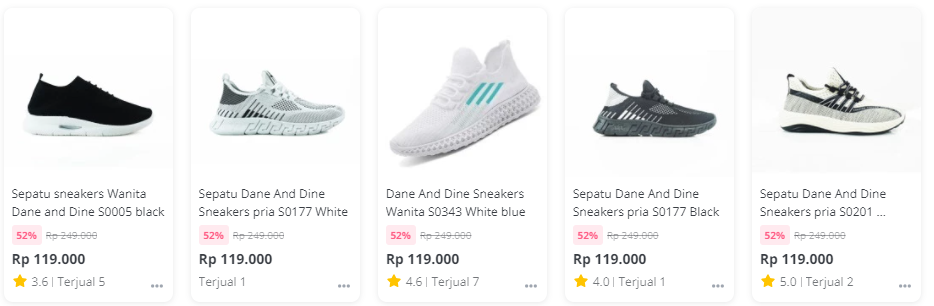 Sepatu sneakers Wanita
Dane and Dine S0005 black
52% Rp 249.000
Rp 119.000
3.6 | Terjual 5
Sepatu Dane And Dine
Sneakers pria S0177 White
52% Rp 249.000
Rp 119.000
Terjual 1
Dane And Dine Sneakers
Wanita S0343 White blue
52% Rp 249.000
Rp 119.000
4.6 | Terjual 7
Sepatu Dane And Dine
Sneakers pria S0177 Black
52% Rp 249.000
Rp 119.000
4.0 | Terjual 1
Sepatu Dane And Dine
Sneakers pria S0201 ...
52% Rp 249.000
Rp 119.000
5.0 | Terjual 2